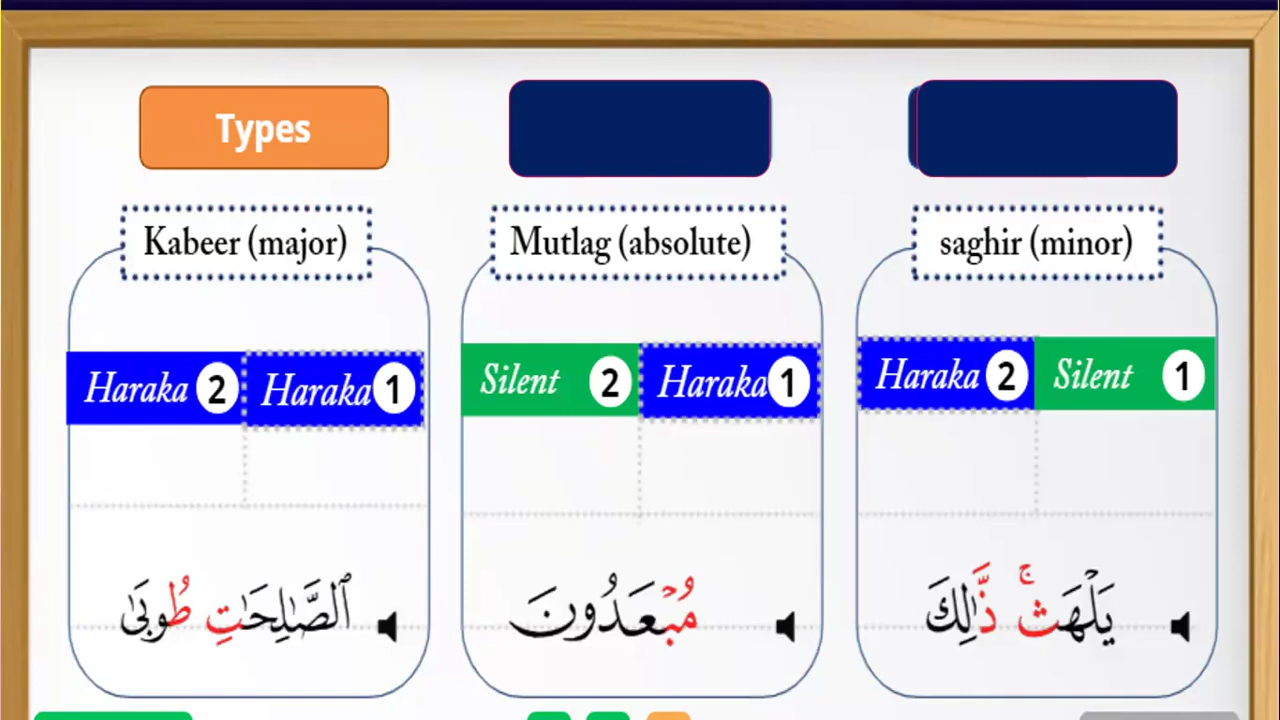 Types
Kabeer (major)
Mutlag (absolute)
saghir (minor)
Haraka 2 Haraka 1
Silent 2 Haraka 1
Haraka 2 Silent 1
ٱلصَّـٰلِحَـٰتِ طُوبَىٰ
مُبۡعَدُونَ
يَلۡهَثۚ ذَّٰلِكَ